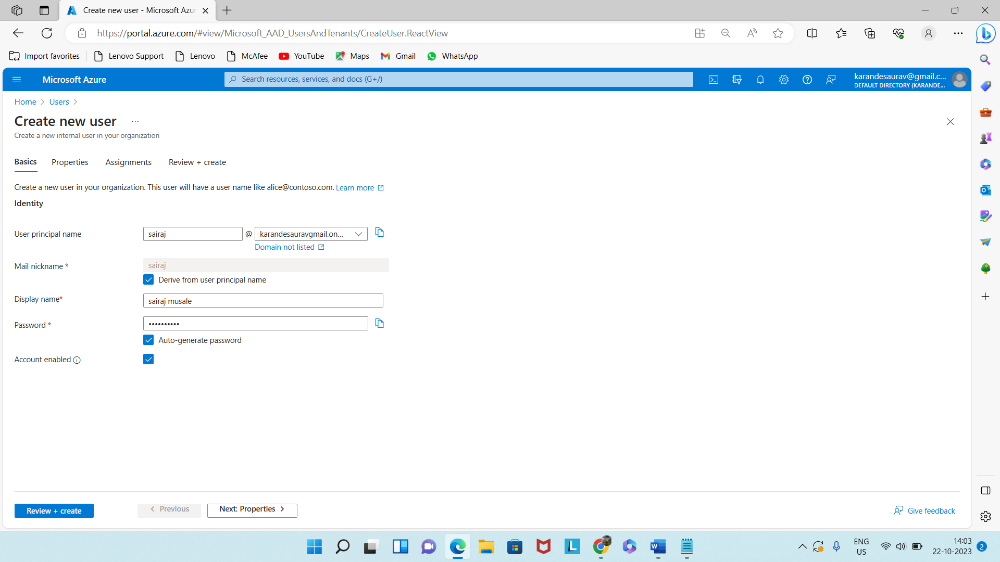 Create new user - Microsoft Azur
https://portal.azure.com/#view/Microsoft_AAD_UsersAndTenants/CreateUser.ReactView
Import favorites Lenovo Support Lenovo McAfee YouTube Maps Gmail WhatsApp
Microsoft Azure
Search resources, services, and docs (G+/)
karandesaurav@gmail.c...
DEFAULT DIRECTORY (KARANDE...
Home > Users >
Create new user ...
Create a new internal user in your organization
Basics Properties Assignments Review + create
Create a new user in your organization. This user will have a user name like alice@contoso.com. Learn more
Identity
User principal name sairaj @ karandesauravgmail.on...
Domain not listed
Mail nickname * sairaj
Derive from user principal name
Display name* sairaj musale
Password * ••••••••••
Auto-generate password
Account enabled
Review + create < Previous Next: Properties > Give feedback
ENG
US
14:03
22-10-2023
2